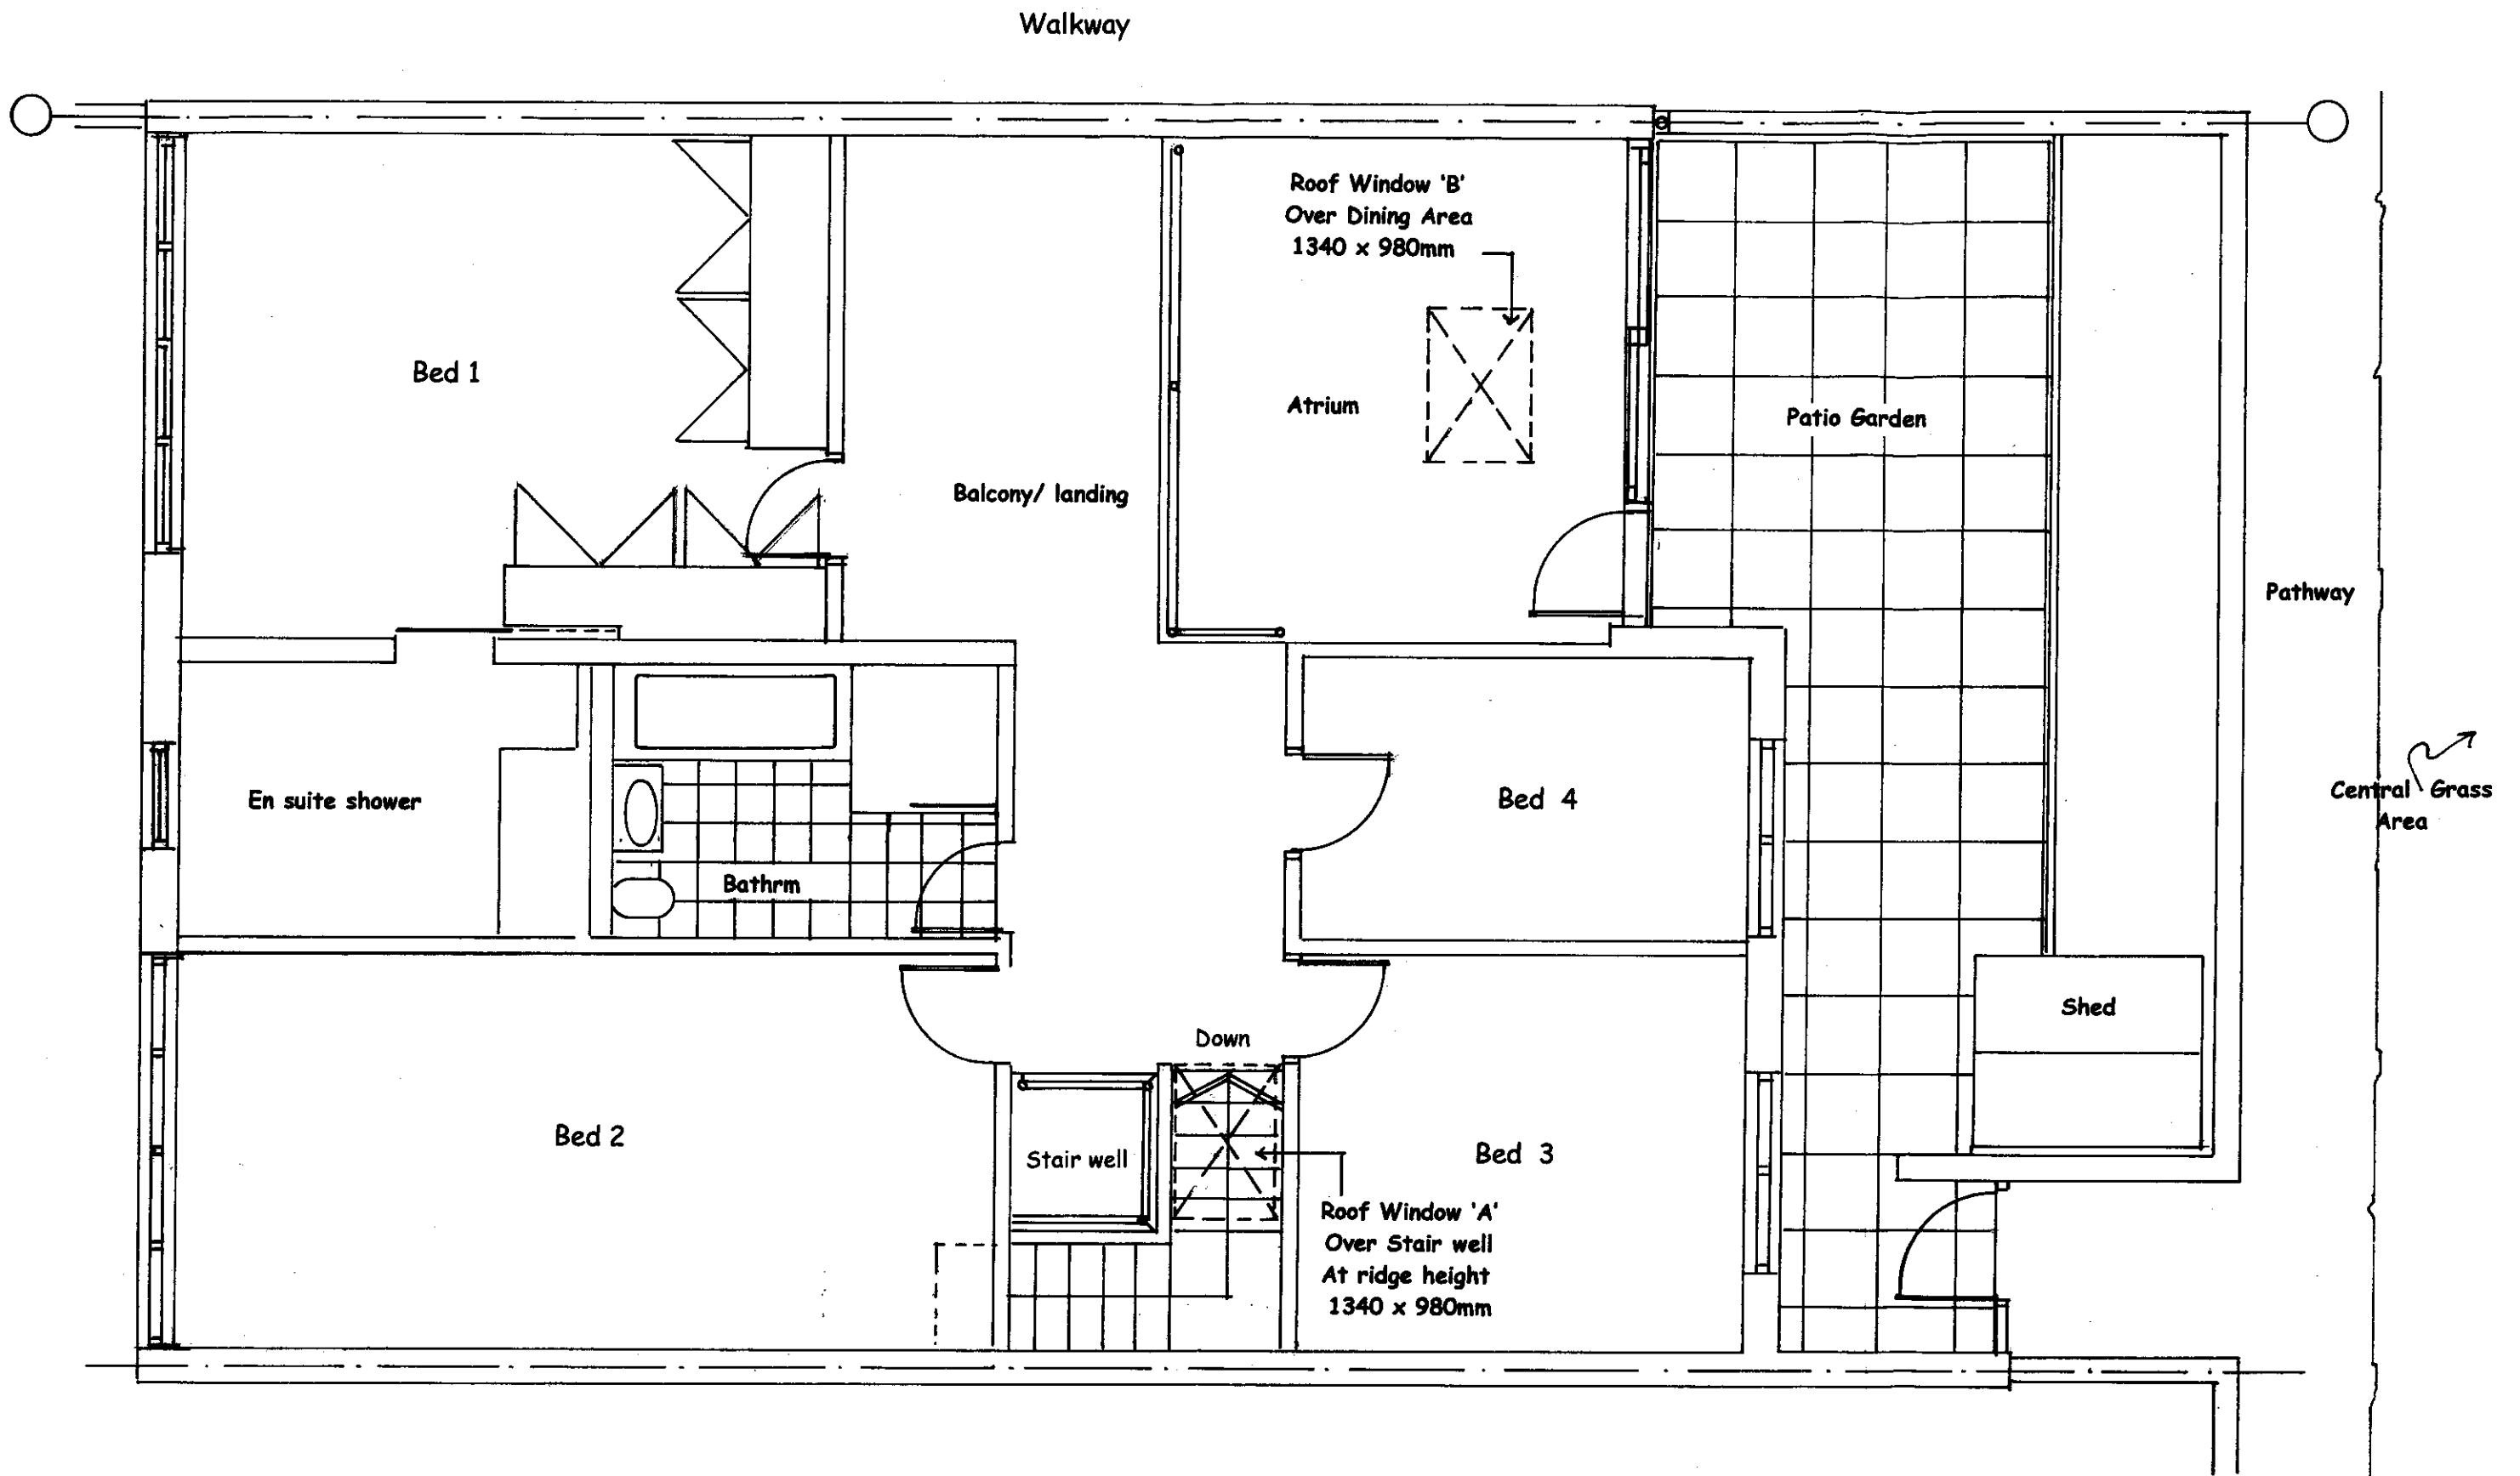 Walkway
Roof Window 'B'
Over Dining Area
1340 x 980mm
Bed 1
Atrium
Patio Garden
Balcony/ landing
Pathway
En suite shower
Bed 4
Central Grass
Area
Bathrm
Shed
Down
Bed 2
Stair well
Bed 3
Roof Window 'A'
Over Stair well
At ridge height
1340 x 980mm